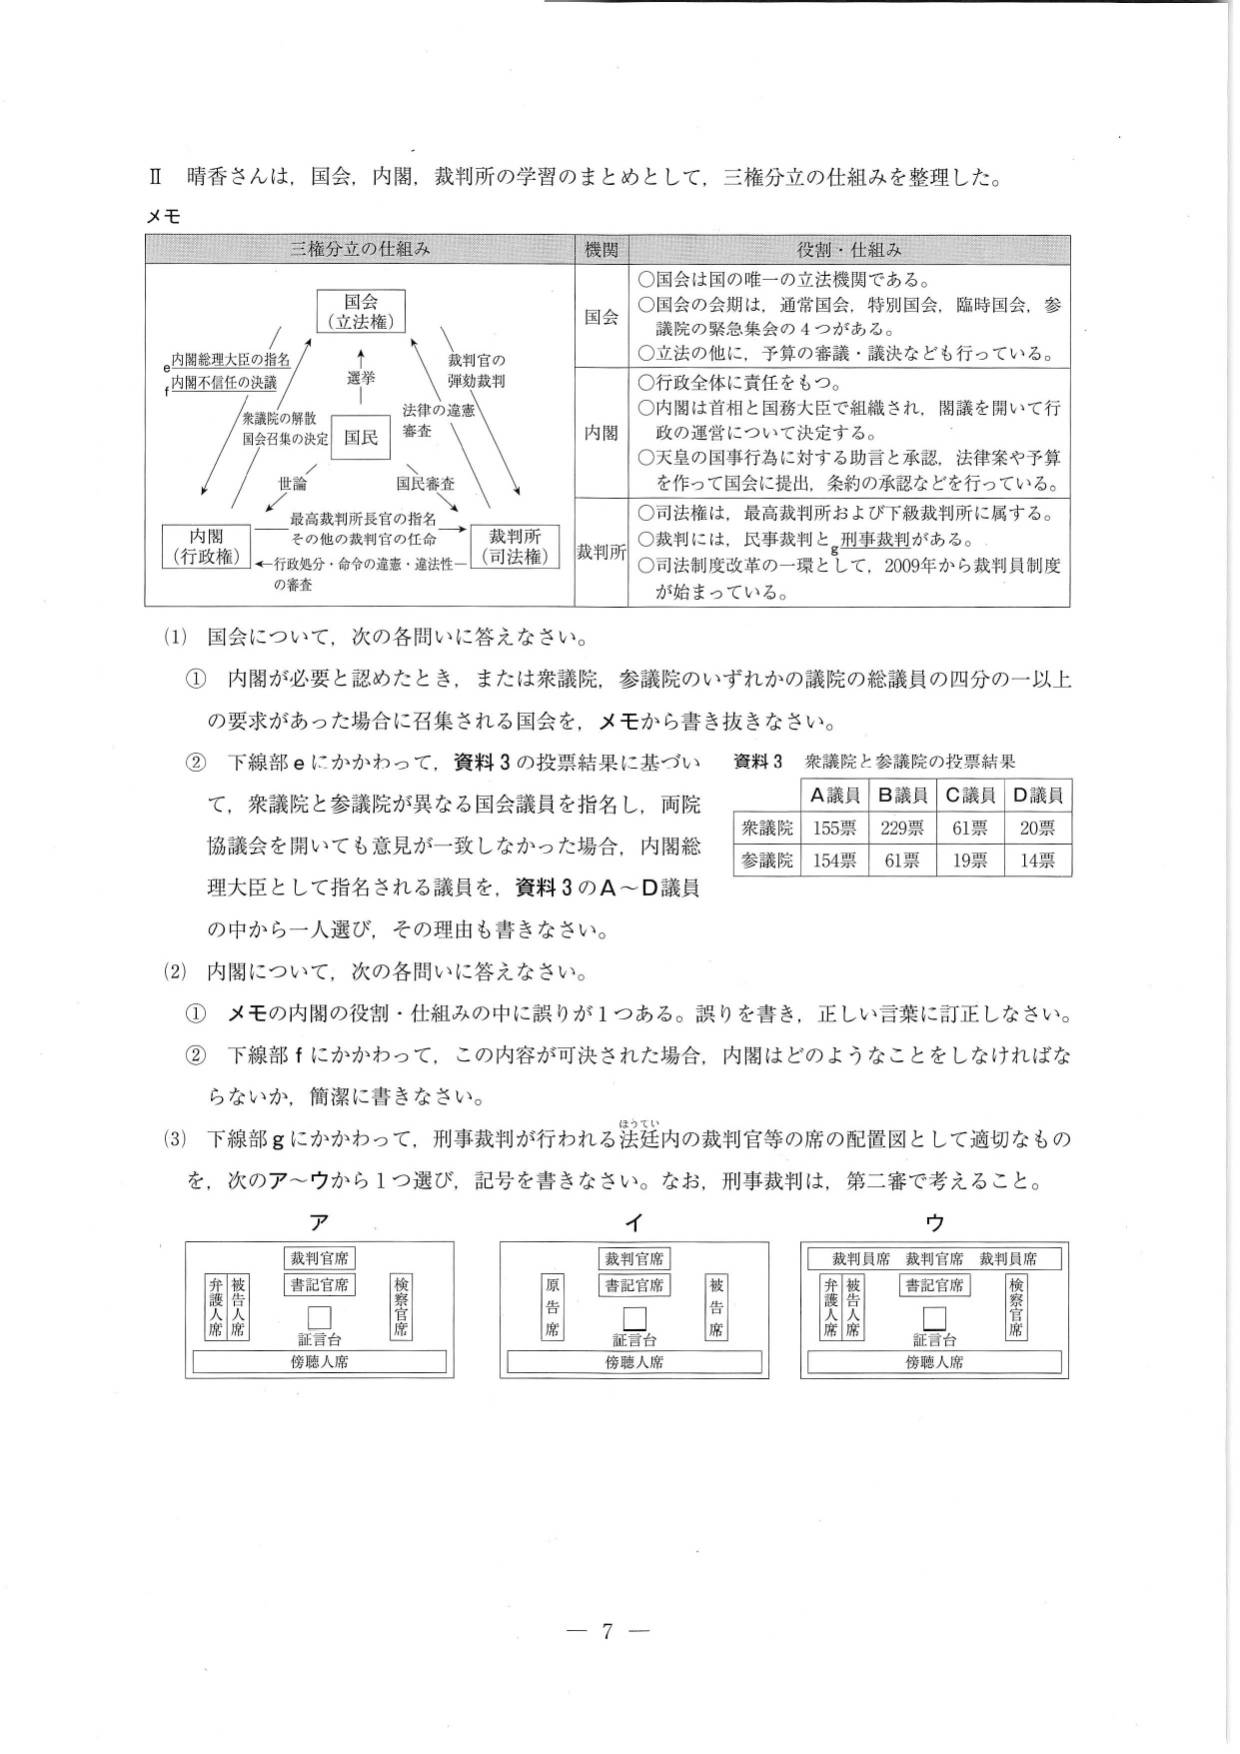 Ⅱ　晴香さんは，国会，内閣，裁判所の学習のまとめとして，三権分立の仕組みを整理した。
メモ
三権分立の仕組み　機関　役割・仕組み
国会
（立法権）
e内閣総理大臣の指名
f内閣不信任の決議
選挙
裁判官の
弾劾裁判
衆議院の解散
国会召集の決定
国民
法律の違憲
審査
世論
国民審査
内閣
（行政権）
最高裁判所長官の指名
その他の裁判官の任命
行政処分・命令の違憲・違法性
の審査
裁判所
（司法権）
国会
〇国会は国の唯一の立法機関である。
〇国会の会期は，通常国会，特別国会，臨時国会，参
議院の緊急集会の４つがある。
〇立法の他に，予算の審議・議決なども行っている。
内閣
〇行政全体に責任をもつ。
〇内閣は首相と国務大臣で組織され，閣議を開いて行
政の運営について決定する。
〇天皇の国事行為に対する助言と承認，法律案や予算
を作って国会に提出，条約の承認などを行っている。
裁判所
〇司法権は，最高裁判所および下級裁判所に属する。
〇裁判には，民事裁判とg刑事裁判がある。
〇司法制度改革の一環として，2009年から裁判員制度
が始まっている。
(1)　国会について，次の各問いに答えなさい。
①　内閣が必要と認めたとき，または衆議院，参議院のいずれかの議院の総議員の四分の一以上
の要求があった場合に召集される国会を，メモから書き抜きなさい。
②　下線部ｅにかかわって，資料３の投票結果に基づい
て，衆議院と参議院が異なる国会議員を指名し，両院
協議会を開いても意見が一致しなかった場合，内閣総
理大臣として指名される議員を，資料３のＡ～Ｄ議員
の中から一人選び，その理由も書きなさい。
資料３　衆議院と参議院の投票結果
Ａ議員　Ｂ議員　Ｃ議員　Ｄ議員
衆議院　155票　229票　61票　20票
参議院　154票　61票　19票　14票
(2)　内閣について，次の各問いに答えなさい。
①　メモの内閣の役割・仕組みの中に誤りが１つある。誤りを書き，正しい言葉に訂正しなさい。
②　下線部ｆにかかわって，この内容が可決された場合，内閣はどのようなことをしなければな
らないか，簡潔に書きなさい。
ほうてい
(3)　下線部ｇにかかわって，刑事裁判が行われる法廷内の裁判官等の席の配置図として適切なもの
を，次のア～ウから１つ選び，記号を書きなさい。なお，刑事裁判は，第二審で考えること。
ア
裁判官席
書記官席
弁護人席
被告人席
検察官席
証言台
傍聴人席
イ
裁判官席
書記官席
原告席
被告席
証言台
傍聴人席
ウ
裁判員席　裁判官席　裁判員席
書記官席
弁護人席
被告人席
検察官席
証言台
傍聴人席
― 7 ―